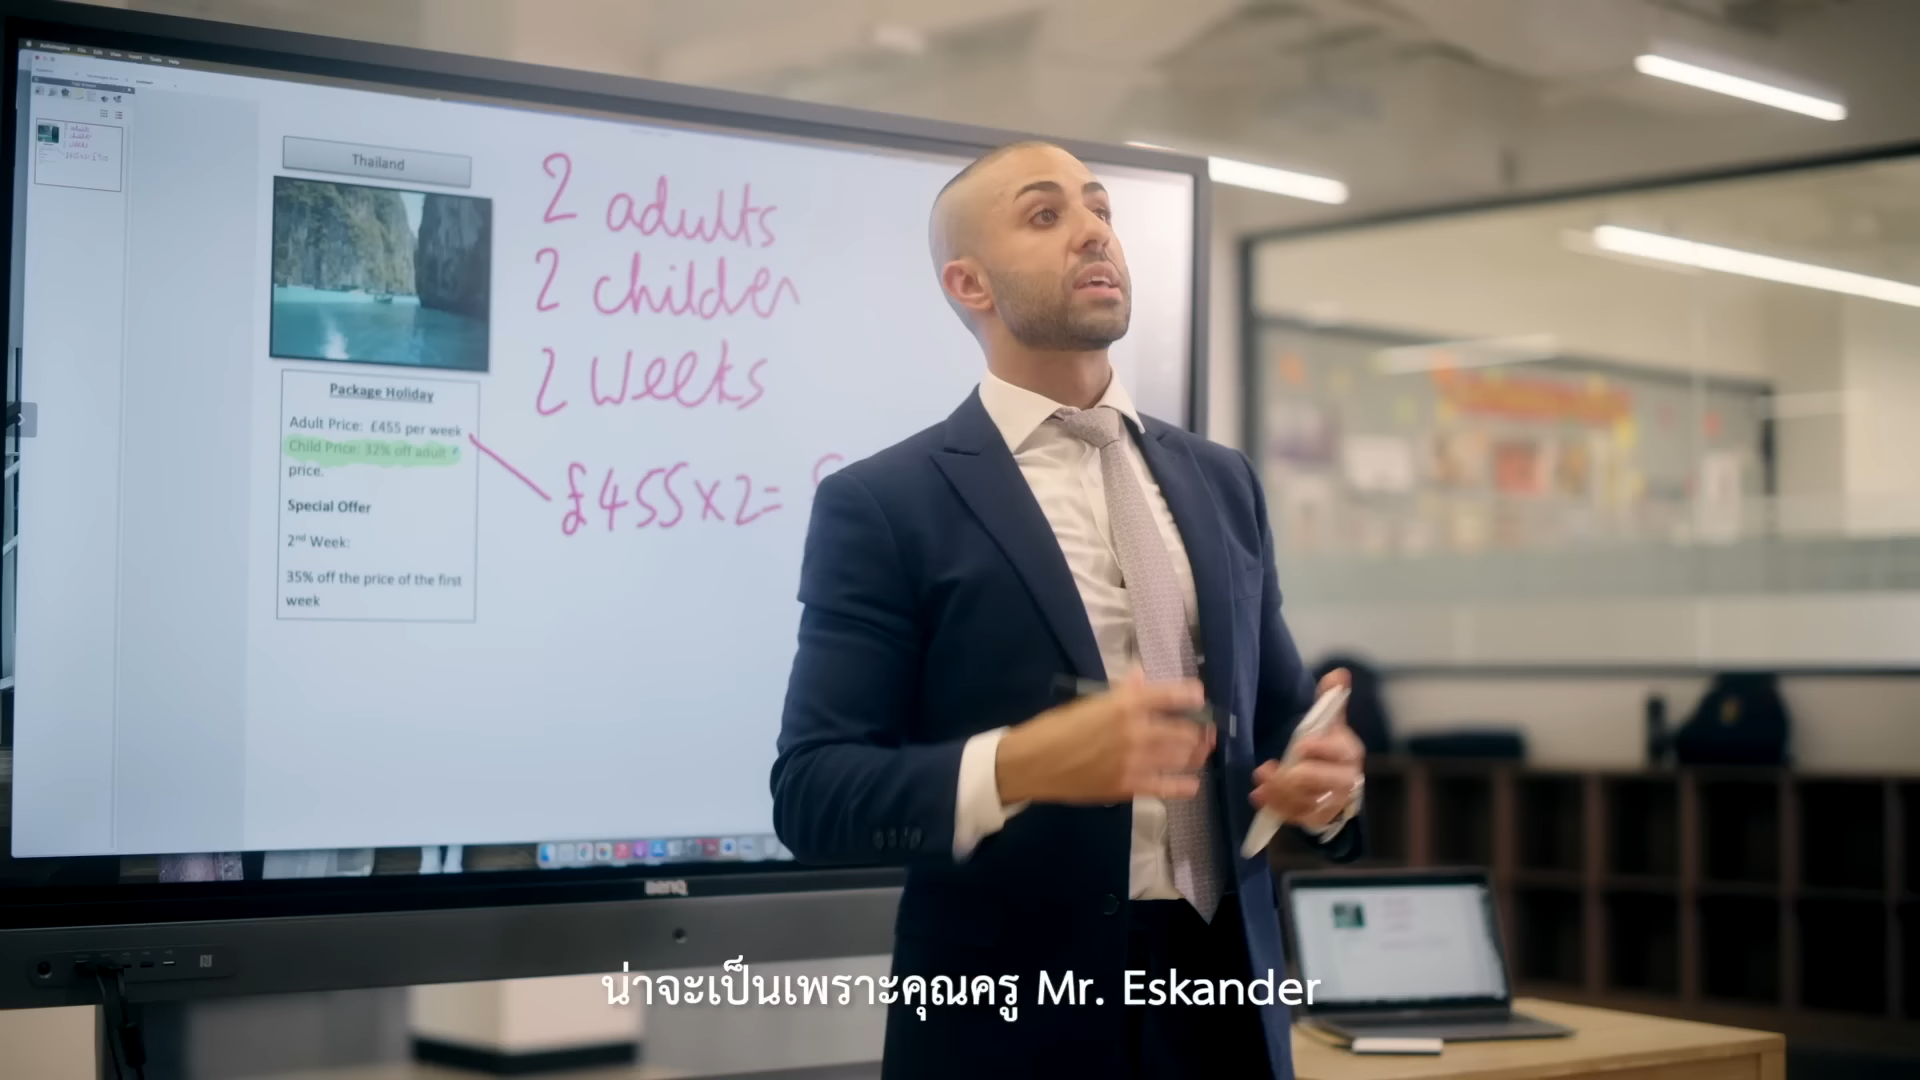 Thailand
2 adults
2 childern
2 weeks
Package Holiday
Adult Price: £455 per week
Child Price: 32% off adult
price.
£455x2=
Special Offer
2nd Week:
35% off the price of the first
week
BenQ
น่าจะเป็นเพราะคุณครู Mr. Eskander